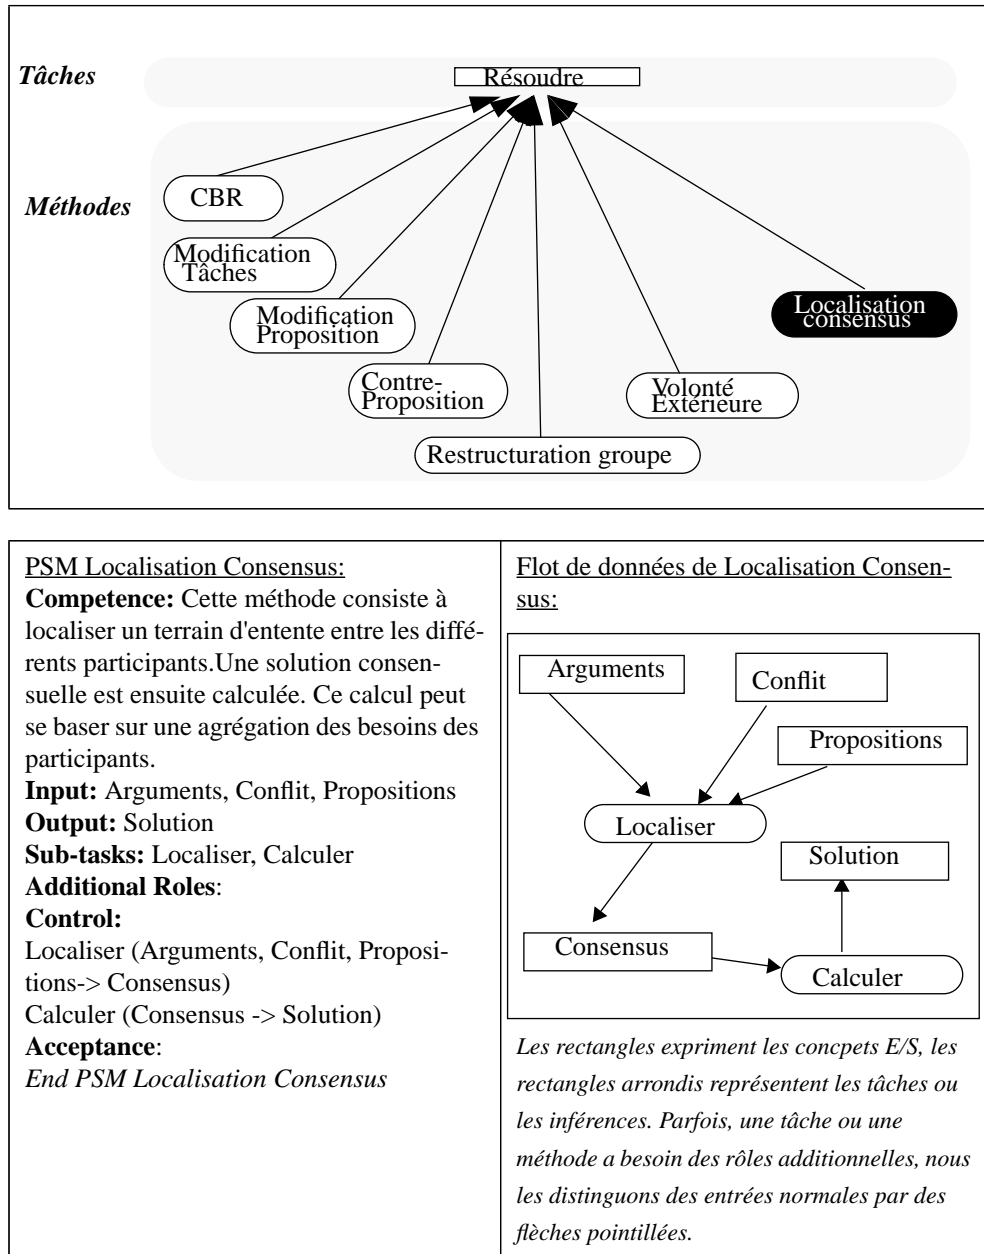 Tâches
Résoudre
Méthodes
CBR
Modification
Tâches
Modification
Proposition
Contre-
Proposition
Restructuration groupe
Volonté
Extérieure
Localisation
consensus
PSM Localisation Consensus:
Competence: Cette méthode consiste à
localiser un terrain d'entente entre les diffé-
rents participants.Une solution consen-
suelle est ensuite calculée. Ce calcul peut
se baser sur une agrégation des besoins des
participants.
Input: Arguments, Conflit, Propositions
Output: Solution
Sub-tasks: Localiser, Calculer
Additional Roles:
Control:
Localiser (Arguments, Conflit, Proposi-
tions-> Consensus)
Calculer (Consensus -> Solution)
Acceptance:
End PSM Localisation Consensus
Flot de données de Localisation Consen-
sus:
Arguments
Conflit
Propositions
Localiser
Solution
Consensus
Calculer
Les rectangles expriment les concpets E/S, les
rectangles arrondis représentent les tâches ou
les inférences. Parfois, une tâche ou une
méthode a besoin des rôles additionnelles, nous
les distinguons des entrées normales par des
flèches pointillées.